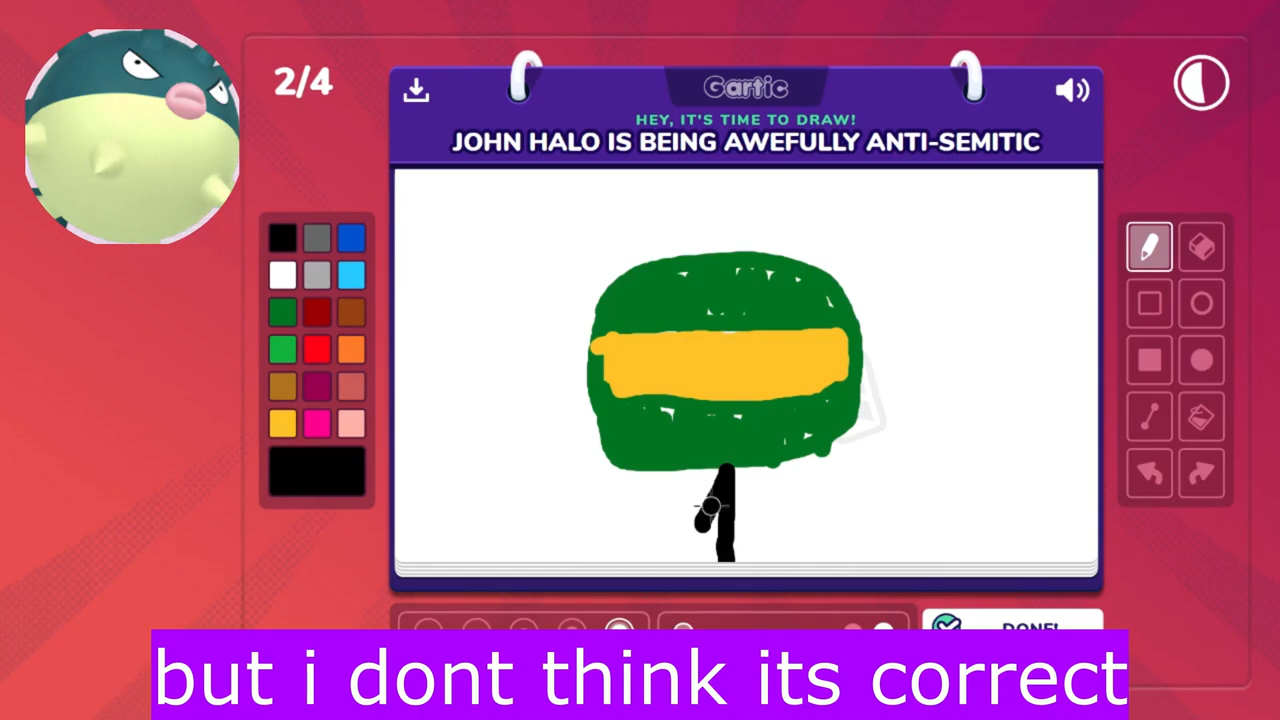 2/4
Gartic
HEY, IT'S TIME TO DRAW!
JOHN HALO IS BEING AWEFULLY ANTI-SEMITIC
DONE!
but i dont think its correct